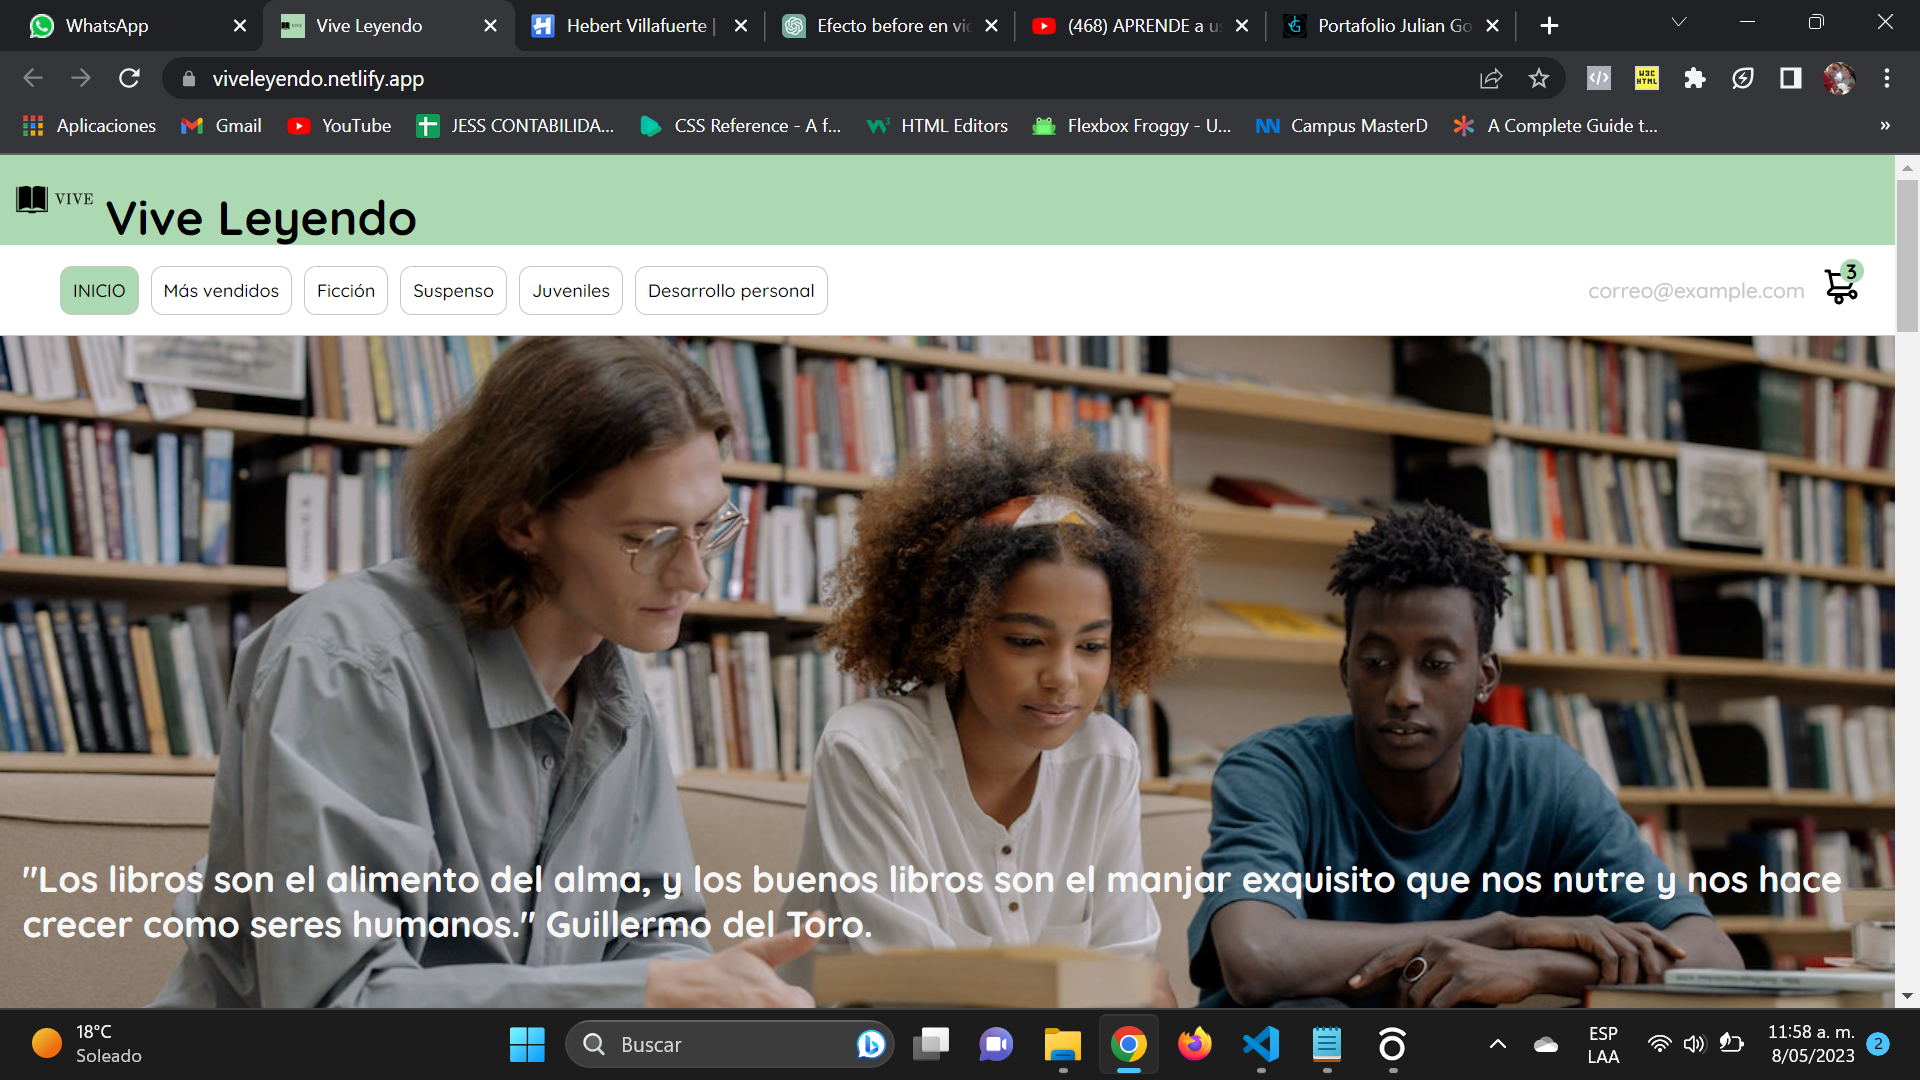 WhatsApp
Vive Leyendo
Hebert Villafuerte |
Efecto before en vi
(468) APRENDE a u
Portafolio Julian Go
viveleyendo.netlify.app
Aplicaciones
Gmail
YouTube
JESS CONTABILIDA...
CSS Reference - A f...
HTML Editors
Flexbox Froggy - U...
Campus MasterD
A Complete Guide t...
»
VIVE
Vive Leyendo
INICIO
Más vendidos
Ficción
Suspenso
Juveniles
Desarrollo personal
correo@example.com
3
"Los libros son el alimento del alma, y los buenos libros son el manjar exquisito que nos nutre y nos hace
crecer como seres humanos." Guillermo del Toro.
18°C
Soleado
Buscar
ESP
LAA
11:58 a. m.
8/05/2023
2